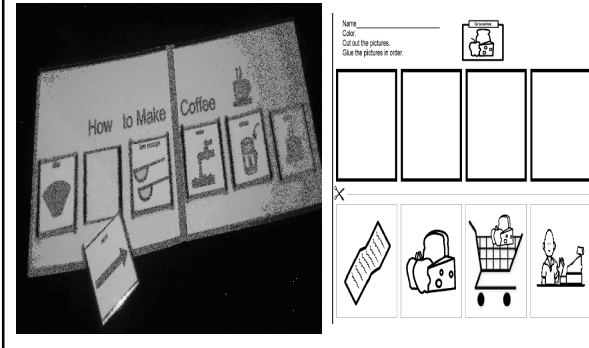 How to Make Coffee
Name
Color.
Cut out the pictures.
Glue the pictures in order.
Groceries